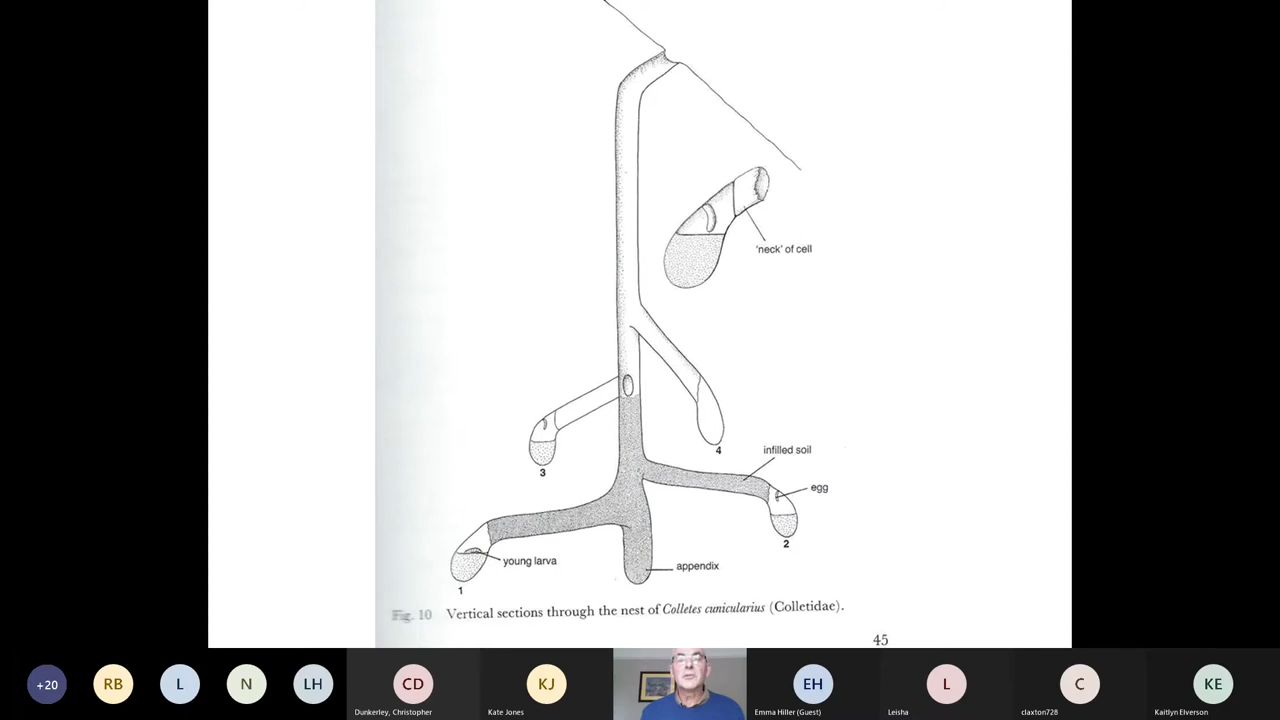 'neck' of cell
4
infilled soil
3
egg
2
young larva
appendix
1
Fig. 10 Vertical sections through the nest of Colletes cunicularius (Colletidae).
45
+20
RB
L
N
LH
CD
Dunkerley, Christopher
KJ
Kate Jones
EH
Emma Hiller (Guest)
L
Leisha
C
claxton728
KE
Kaitlyn Elverson